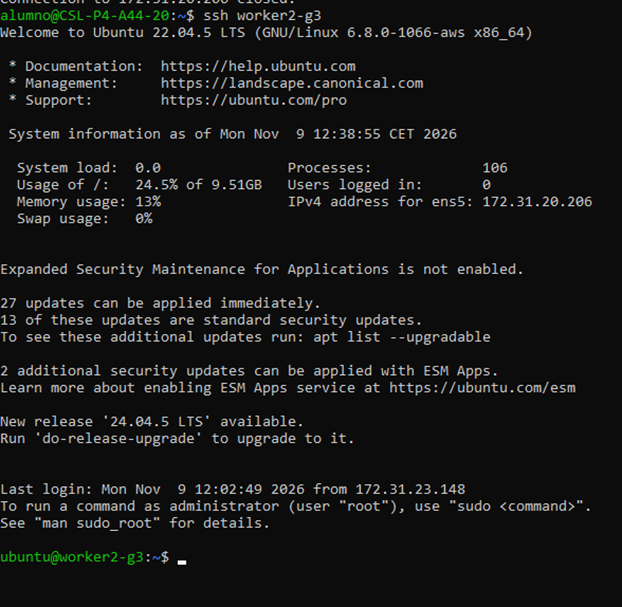 Connection to 172.31.20.206 closed.
alumno@CSL-P4-A44-20:~$ ssh worker2-g3
Welcome to Ubuntu 22.04.5 LTS (GNU/Linux 6.8.0-1066-aws x86_64)
* Documentation:  https://help.ubuntu.com
* Management:     https://landscape.canonical.com
* Support:        https://ubuntu.com/pro
System information as of Mon Nov  9 12:38:55 CET 2026
System load:  0.0                Processes:             106
Usage of /:   24.5% of 9.51GB   Users logged in:       0
Memory usage: 13%                IPv4 address for ens5: 172.31.20.206
Swap usage:   0%
Expanded Security Maintenance for Applications is not enabled.
27 updates can be applied immediately.
13 of these updates are standard security updates.
To see these additional updates run: apt list --upgradable
2 additional security updates can be applied with ESM Apps.
Learn more about enabling ESM Apps service at https://ubuntu.com/esm
New release '24.04.5 LTS' available.
Run 'do-release-upgrade' to upgrade to it.
Last login: Mon Nov  9 12:02:49 2026 from 172.31.23.148
To run a command as administrator (user "root"), use "sudo <command>".
See "man sudo_root" for details.
ubuntu@worker2-g3:~$